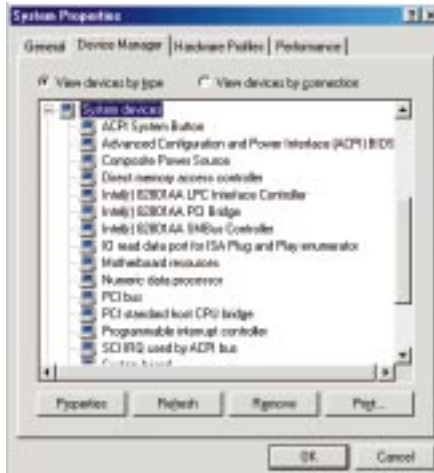 System Properties
General Device Manager Hardware Profiles Performance
View devices by type View devices by connection
System devices
ACPI System Button
Advanced Configuration and Power Interface (ACPI) BIOS
Composite Power Source
Direct memory access controller
Intel(r) 82801AA LPC Interface Controller
Intel(r) 82801AA PCI Bridge
Intel(r) 82801AA SMBus Controller
IO read data port for ISA Plug and Play enumerator
Motherboard resources
Numeric data processor
PCI bus
PCI standard host CPU bridge
Programmable interrupt controller
SCI IRQ used by ACPI bus
System board
Properties Refresh Remove Print...
OK Cancel